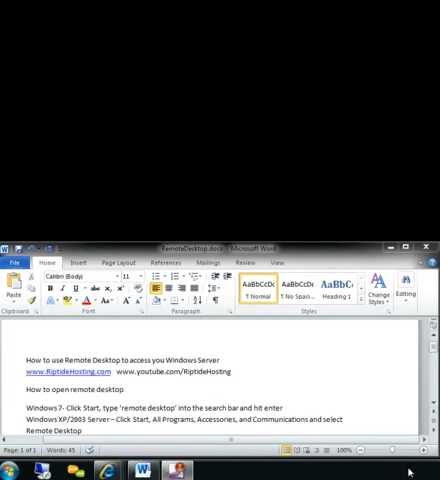 RemoteDesktop.docx - Microsoft Word
File Home Insert Page Layout References Mailings Review View
Calibri (Body) 11
Paste
AaBbCcDc AaBbCcDc AaBbC
¶ Normal ¶ No Spaci... Heading 1
Change Styles
Editing
Clipboard Font Paragraph Styles
How to use Remote Desktop to access you Windows Server
www.RiptideHosting.com www.youtube.com/RiptideHosting
How to open remote desktop
Windows 7- Click Start, type ‘remote desktop’ into the search bar and hit enter
Windows XP/2003 Server – Click Start, All Programs, Accessories, and Communications and select
Remote Desktop
Page: 1 of 1 Words: 45 100%